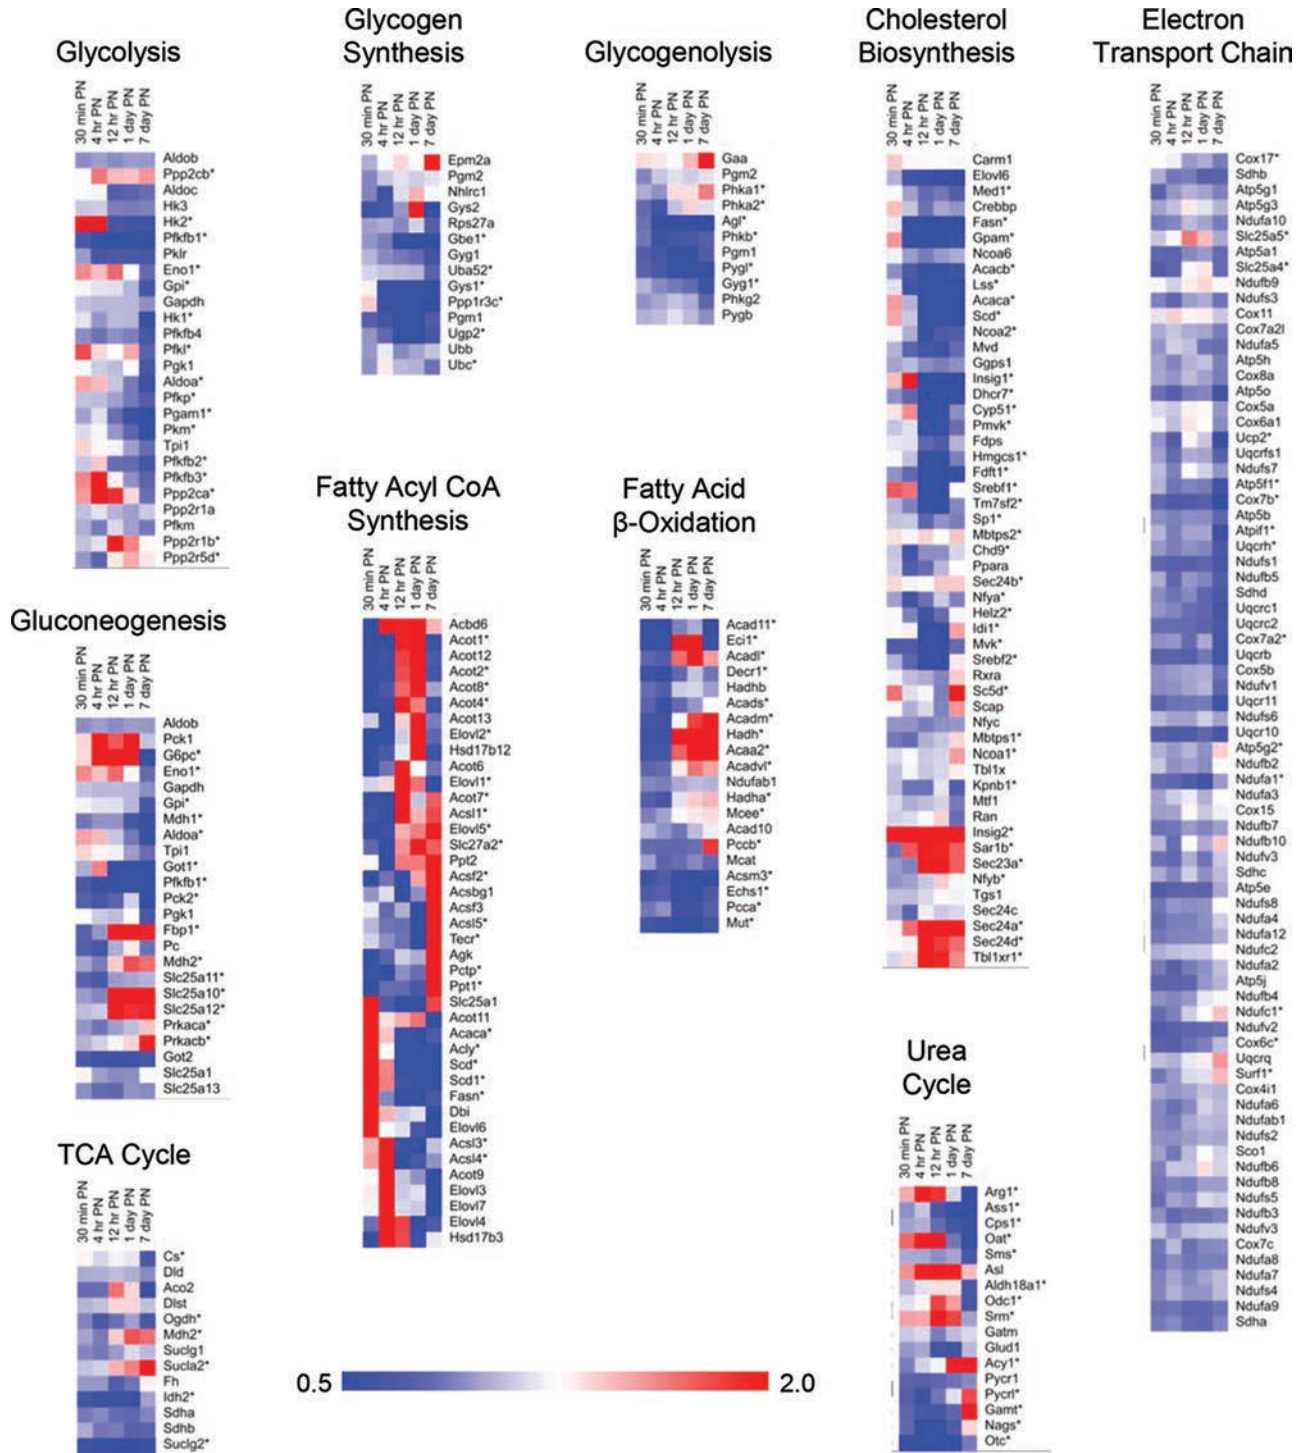 Glycolysis
30 min PN
4 hr PN
12 hr PN
1 day PN
7 day PN
Aldob
Ppp2cb*
Aldoc
Hk3
Hk2*
Pfkfb1*
Pklr
Eno1*
Gpi*
Gapdh
Hk1*
Pfkfb4
Pfkl*
Pgk1
Aldoa*
Pfkp*
Pgam1*
Pkm*
Tpi1
Pfkfb2*
Pfkfb3*
Ppp2ca*
Ppp2r1a
Pfkm
Ppp2r1b*
Ppp2r5d*
Gluconeogenesis
30 min PN
4 hr PN
12 hr PN
1 day PN
7 day PN
Aldob
Pck1
G6pc*
Eno1*
Gapdh
Gpi*
Mdh1*
Aldoa*
Tpi1
Got1*
Pfkfb1*
Pck2*
Pgk1
Fbp1*
Pc
Mdh2*
Slc25a11*
Slc25a10*
Slc25a12*
Prkaca*
Prkacb*
Got2
Slc25a1
Slc25a13
TCA Cycle
30 min PN
4 hr PN
12 hr PN
1 day PN
7 day PN
Cs*
Dld
Aco2
Dlst
Ogdh*
Mdh2*
Suclg1
Sucla2*
Fh
Idh2*
Sdha
Sdhb
Suclg2*
Glycogen
Synthesis
30 min PN
4 hr PN
12 hr PN
1 day PN
7 day PN
Epm2a
Pgm2
Nhlrc1
Gys2
Rps27a
Gbe1*
Gyg1
Uba52*
Gys1*
Ppp1r3c*
Pgm1
Ugp2*
Ubb
Ubc*
Fatty Acyl CoA
Synthesis
30 min PN
4 hr PN
12 hr PN
1 day PN
7 day PN
Acbd6
Acot1*
Acot12
Acot2*
Acot8*
Acot4*
Acot13
Elovl2*
Hsd17b12
Acot6
Elovl1*
Acot7*
Acsl1*
Elovl5*
Slc27a2*
Ppt2
Acsf2*
Acsbg1
Acsf3
Acsl5*
Tecr*
Agk
Pctp*
Ppt1*
Slc25a1
Acot11
Acaca*
Acly*
Scd*
Scd1*
Fasn*
Dbi
Elovl6
Acsl3*
Acsl4*
Acot9
Elovl3
Elovl7
Elovl4
Hsd17b3
Glycogenolysis
30 min PN
4 hr PN
12 hr PN
1 day PN
7 day PN
Gaa
Pgm2
Phka1*
Phka2*
Agl*
Phkb*
Pgm1
Pygl*
Gyg1*
Phkg2
Pygb
Fatty Acid
β-Oxidation
30 min PN
4 hr PN
12 hr PN
1 day PN
7 day PN
Acad11*
Eci1*
Acadl*
Decr1*
Hadhb
Acads*
Acadm*
Hadh*
Acaa2*
Acadvl*
Ndufab1
Hadha*
Mcee*
Acad10
Pccb*
Mcat
Acsm3*
Echs1*
Pcca*
Mut*
Cholesterol
Biosynthesis
30 min PN
4 hr PN
12 hr PN
1 day PN
7 day PN
Carm1
Elovl6
Med1*
Crebbp
Fasn*
Gpam*
Ncoa6
Acacb*
Lss*
Acaca*
Scd*
Ncoa2*
Mvd
Ggps1
Insig1*
Dhcr7*
Cyp51*
Pmvk*
Fdps
Hmgcs1*
Fdft1*
Srebf1*
Tm7sf2*
Sp1*
Mbtps2*
Chd9*
Ppara
Sec24b*
Nfya*
Helz2*
Idi1*
Mvk*
Srebf2*
Rxra
Sc5d*
Scap
Nfyc
Mbtps1*
Ncoa1*
Tbl1x
Kpnb1*
Mtf1
Ran
Insig2*
Sar1b*
Sec23a*
Nfyb*
Tgs1
Sec24c
Sec24a*
Sec24d*
Tbl1xr1*
Urea
Cycle
30 min PN
4 hr PN
12 hr PN
1 day PN
7 day PN
Arg1*
Ass1*
Cps1*
Oat*
Sms*
Asl
Aldh18a1*
Odc1*
Srm*
Gatm
Glud1
Acy1*
Pycr1
Pycrl*
Gamt*
Nags*
Otc*
Electron
Transport Chain
30 min PN
4 hr PN
12 hr PN
1 day PN
7 day PN
Cox17*
Sdhb
Atp5g1
Atp5g3
Ndufa10
Slc25a5*
Atp5a1
Slc25a4*
Ndufb9
Ndufs3
Cox11
Cox7a2l
Ndufa5
Atp5h
Cox8a
Atp5o
Cox5a
Cox6a1
Ucp2*
Uqcrfs1
Ndufs7
Atp5f1*
Cox7b*
Atp5b
Atpif1*
Uqcrh*
Ndufs1
Ndufb5
Sdhd
Uqcrc1
Uqcrc2
Cox7a2*
Uqcrb
Cox5b
Ndufv1
Uqcr11
Ndufs6
Uqcr10
Atp5g2*
Ndufb2
Ndufa1*
Ndufa3
Cox15
Ndufb7
Ndufb10
Ndufv3
Sdhc
Atp5e
Ndufs8
Ndufa4
Ndufa12
Ndufc2
Ndufa2
Atp5j
Ndufb4
Ndufc1*
Ndufv2
Cox6c*
Uqcrq
Surf1*
Cox4i1
Ndufa6
Ndufab1
Ndufs2
Sco1
Ndufb6
Ndufb8
Ndufs5
Ndufb3
Ndufv3
Cox7c
Ndufa8
Ndufa7
Ndufs4
Ndufa9
Sdha
0.5
2.0